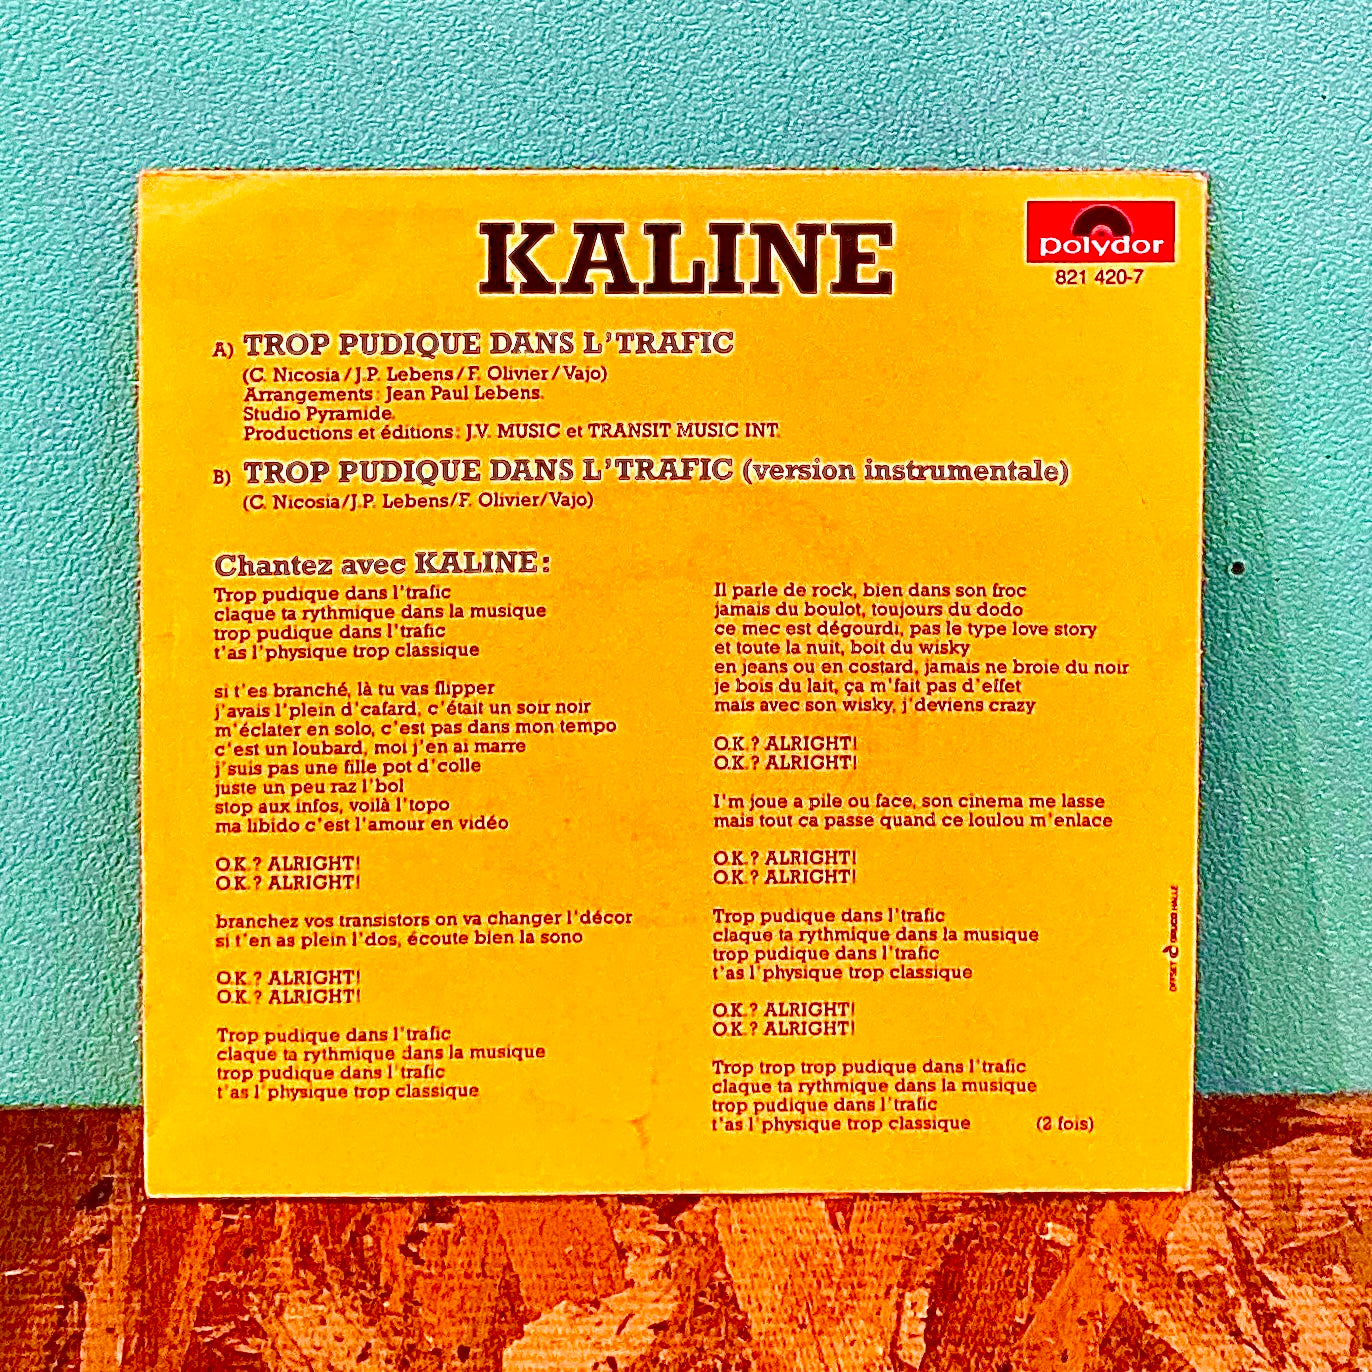 KALINE
polydor
821 420-7
A) TROP PUDIQUE DANS L'TRAFIC
(C. Nicosia/J.P. Lebens/F. Olivier/Vajo)
Arrangements: Jean Paul Lebens.
Studio Pyramide.
Productions et éditions: J.V. MUSIC et TRANSIT MUSIC INT.
B) TROP PUDIQUE DANS L'TRAFIC (version instrumentale)
(C. Nicosia/J.P. Lebens/F. Olivier/Vajo)
Chantez avec KALINE:
Trop pudique dans l'trafic
claque ta rythmique dans la musique
trop pudique dans l'trafic
t'as l'physique trop classique
si t'es branché, là tu vas flipper
j'avais l'plein d'cafard, c'était un soir noir
m'éclater en solo, c'est pas dans mon tempo
c'est un loubard, moi j'en ai marre
j'suis pas une fille pot d'colle
juste un peu raz l'bol
stop aux infos, voilà l'topo
ma libido c'est l'amour en vidéo
O.K.? ALRIGHT!
O.K.? ALRIGHT!
branchez vos transistors on va changer l'décor
si t'en as plein l'dos, écoute bien la sono
O.K.? ALRIGHT!
O.K.? ALRIGHT!
Trop pudique dans l'trafic
claque ta rythmique dans la musique
trop pudique dans l'trafic
t'as l'physique trop classique
Il parle de rock, bien dans son froc
jamais du boulot, toujours du dodo
ce mec est dégourdi, pas le type love story
et toute la nuit, boit du wisky
en jeans ou en costard, jamais ne broie du noir
je bois du lait, ça m'fait pas d'effet
mais avec son wisky, j'deviens crazy
O.K.? ALRIGHT!
O.K.? ALRIGHT!
I'm joue a pile ou face, son cinema me lasse
mais tout ca passe quand ce loulou m'enlace
O.K.? ALRIGHT!
O.K.? ALRIGHT!
Trop pudique dans l'trafic
claque ta rythmique dans la musique
trop pudique dans l'trafic
t'as l'physique trop classique
O.K.? ALRIGHT!
O.K.? ALRIGHT!
Trop trop trop pudique dans l'trafic
claque ta rythmique dans la musique
trop pudique dans l'trafic
t'as l'physique trop classique (2 fois)
OFFSET HALLE